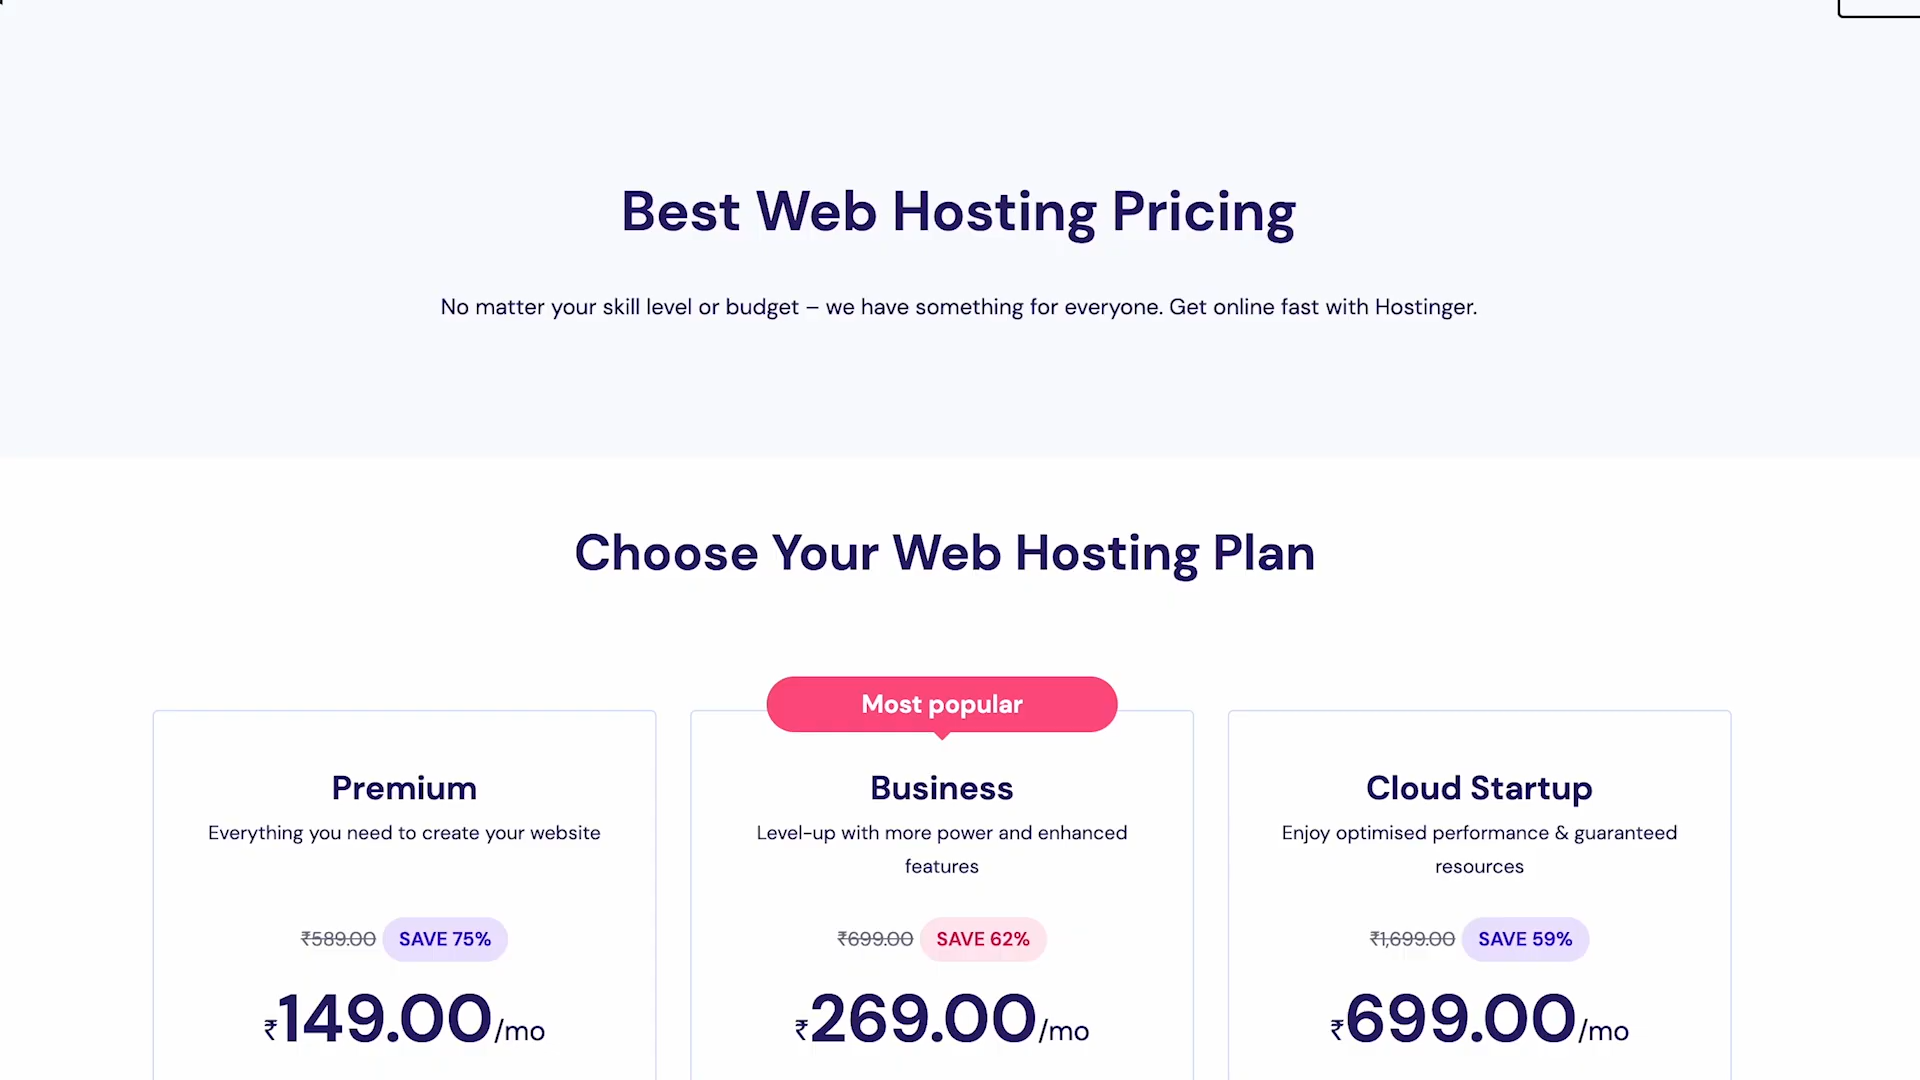 Best Web Hosting Pricing
No matter your skill level or budget – we have something for everyone. Get online fast with Hostinger.
Choose Your Web Hosting Plan
Most popular
Premium
Everything you need to create your website
₹589.00 SAVE 75%
₹149.00/mo
Business
Level-up with more power and enhanced
features
₹699.00 SAVE 62%
₹269.00/mo
Cloud Startup
Enjoy optimised performance & guaranteed
resources
₹1,699.00 SAVE 59%
₹699.00/mo